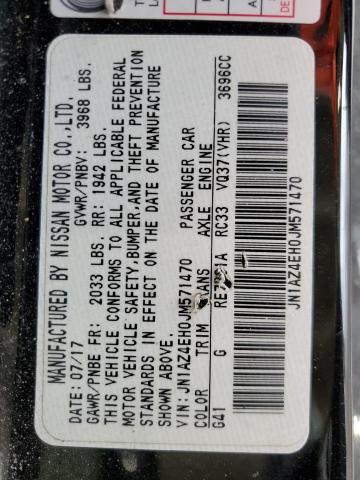 MANUFACTURED BY NISSAN MOTOR CO.,LTD.
DATE: 07/17 GVWR/PNBV: 3968 LBS.
GAWR/PNBE FR: 2033 LBS. RR: 1942 LBS.
THIS VEHICLE CONFORMS TO ALL APPLICABLE FEDERAL
MOTOR VEHICLE SAFETY,BUMPER,AND THEFT PREVENTION
STANDARDS IN EFFECT ON THE DATE OF MANUFACTURE
SHOWN ABOVE.
VIN:JN1AZ4EH0JM571470 PASSENGER CAR
COLOR TRIM TRANS AXLE ENGINE
G41 G RC33 VQ37(VHR) 3696CC
JN1AZ4EH0JM571470